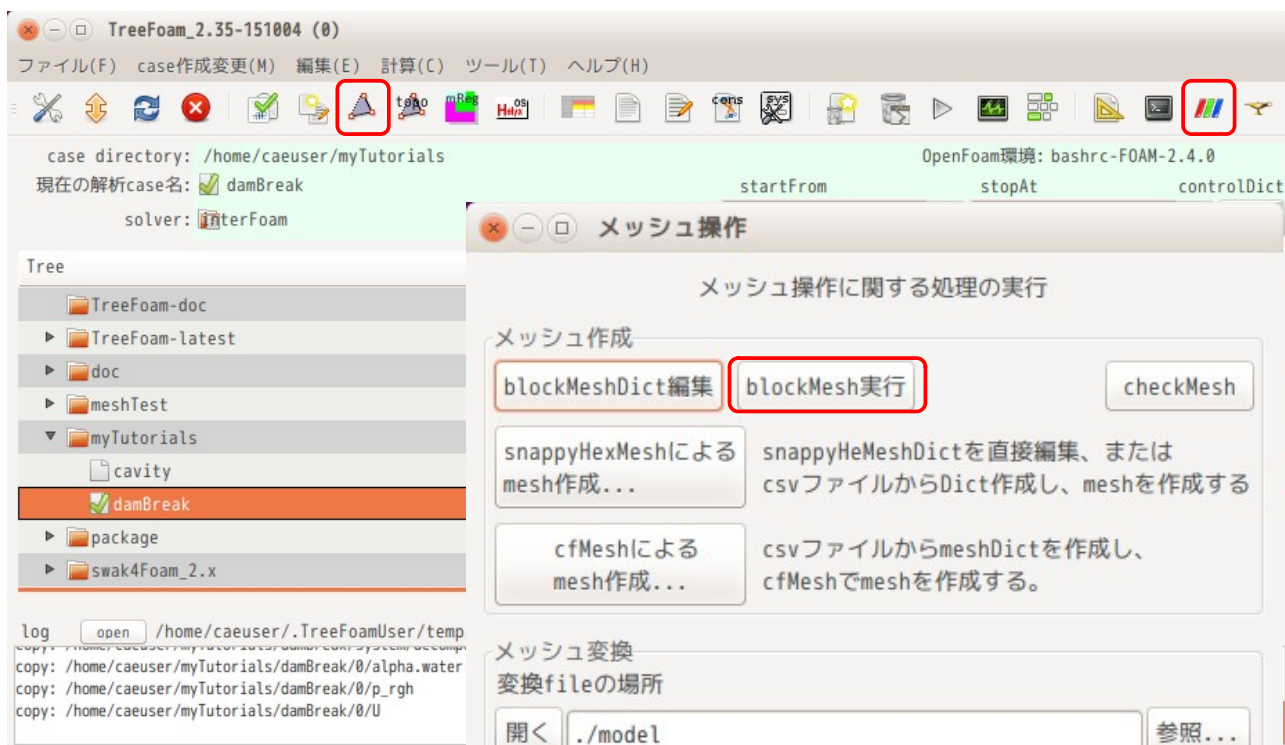 TreeFoam_2.35-151004 (0)
ファイル(F) case作成変更(M) 編集(E) 計算(C) ツール(T) ヘルプ(H)
topo mReg os Helyx cons sys
case directory: /home/caeuser/myTutorials
OpenFoam環境: bashrc-FOAM-2.4.0
現在の解析case名: damBreak
startFrom stopAt controlDict
solver: interFoam
Tree
TreeFoam-doc
TreeFoam-latest
doc
meshTest
myTutorials
cavity
damBreak
package
swak4Foam_2.x
log open /home/caeuser/.TreeFoamUser/temp
copy: /home/caeuser/myTutorials/damBreak/system/decomp
copy: /home/caeuser/myTutorials/damBreak/0/alpha.water
copy: /home/caeuser/myTutorials/damBreak/0/p_rgh
copy: /home/caeuser/myTutorials/damBreak/0/U
メッシュ操作
メッシュ操作に関する処理の実行
メッシュ作成
blockMeshDict編集 blockMesh実行 checkMesh
snappyHexMeshによる
mesh作成...
snappyHeMeshDictを直接編集、または
csvファイルからDict作成し、meshを作成する
cfMeshによる
mesh作成...
csvファイルからmeshDictを作成し、
cfMeshでmeshを作成する。
メッシュ変換
変換fileの場所
開く ./model 参照...